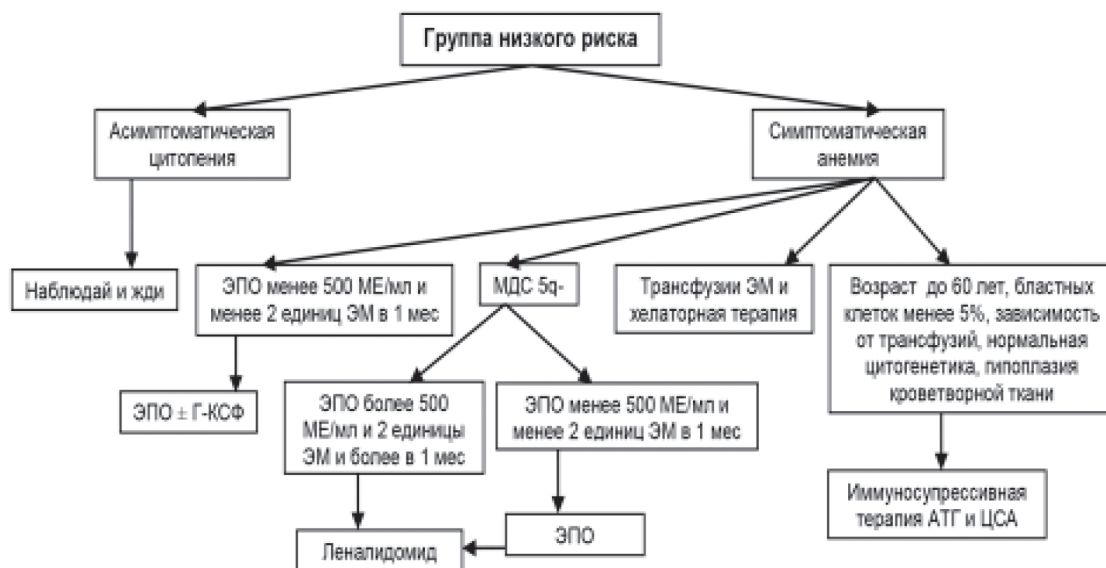 Группа низкого риска
Асимптоматическая
цитопения
Симптоматическая
анемия
Наблюдай и жди
ЭПО менее 500 МЕ/мл и
менее 2 единиц ЭМ в 1 мес
МДС 5q-
Трансфузии ЭМ и
хелаторная терапия
Возраст до 60 лет, бластных
клеток менее 5%, зависимость
от трансфузий, нормальная
цитогенетика, гипоплазия
кроветворной ткани
ЭПО ± Г-КСФ
ЭПО более 500
МЕ/мл и 2 единицы
ЭМ и более в 1 мес
ЭПО менее 500 МЕ/мл и
менее 2 единиц ЭМ в 1 мес
Иммуносупрессивная
терапия АТГ и ЦСА
Леналидомид
ЭПО